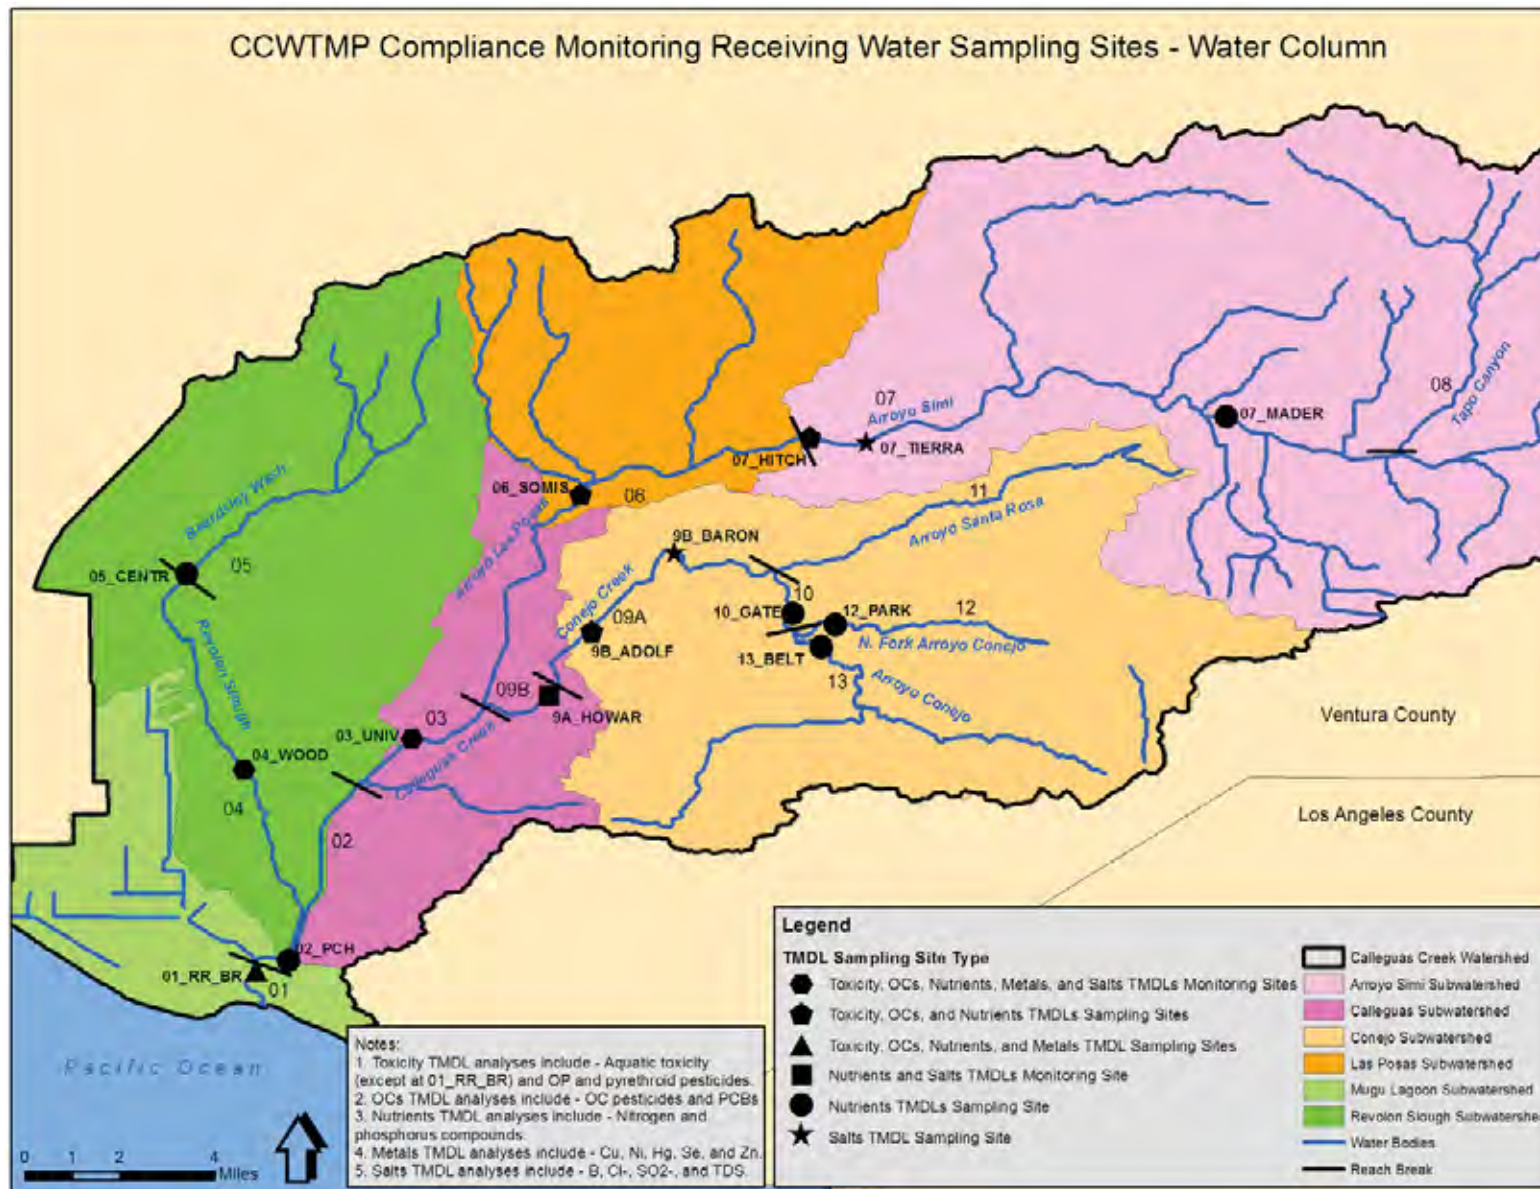 CCWTMP Compliance Monitoring Receiving Water Sampling Sites - Water Column
08
Tapo Canyon
07
Arroyo Simi
07_MADER
07_HITCH
07_TIERRA
06_SOMIS
06
11
Arroyo Santa Rosa
Beardsley Wash
Arroyo Las Posas
9B_BARON
05_CENTR
05
Conejo Creek
10
10_GATE
12_PARK
12
09A
N. Fork Arroyo Conejo
9B_ADOLF
13_BELT
13
Arroyo Conejo
Revolon Slough
09B
9A_HOWAR
03
03_UNIV
Calleguas Creek
Ventura County
04_WOOD
04
02
Los Angeles County
02_PCH
01_RR_BR
01
Pacific Ocean
0 1 2 4
Miles
Notes:
1. Toxicity TMDL analyses include - Aquatic toxicity
(except at 01_RR_BR) and OP and pyrethroid pesticides.
2. OCs TMDL analyses include - OC pesticides and PCBs
3. Nutrients TMDL analyses include - Nitrogen and
phosphorus compounds.
4. Metals TMDL analyses include - Cu, Ni, Hg, Se, and Zn.
5. Salts TMDL analyses include - B, Cl-, SO2-, and TDS.
Legend
TMDL Sampling Site Type
Toxicity, OCs, Nutrients, Metals, and Salts TMDLs Monitoring Sites
Toxicity, OCs, and Nutrients TMDLs Sampling Sites
Toxicity, OCs, Nutrients, and Metals TMDL Sampling Sites
Nutrients and Salts TMDLs Monitoring Site
Nutrients TMDLs Sampling Site
Salts TMDL Sampling Site
Calleguas Creek Watershed
Arroyo Simi Subwatershed
Calleguas Subwatershed
Conejo Subwatershed
Las Posas Subwatershed
Mugu Lagoon Subwatershed
Revolon Slough Subwatershed
Water Bodies
Reach Break